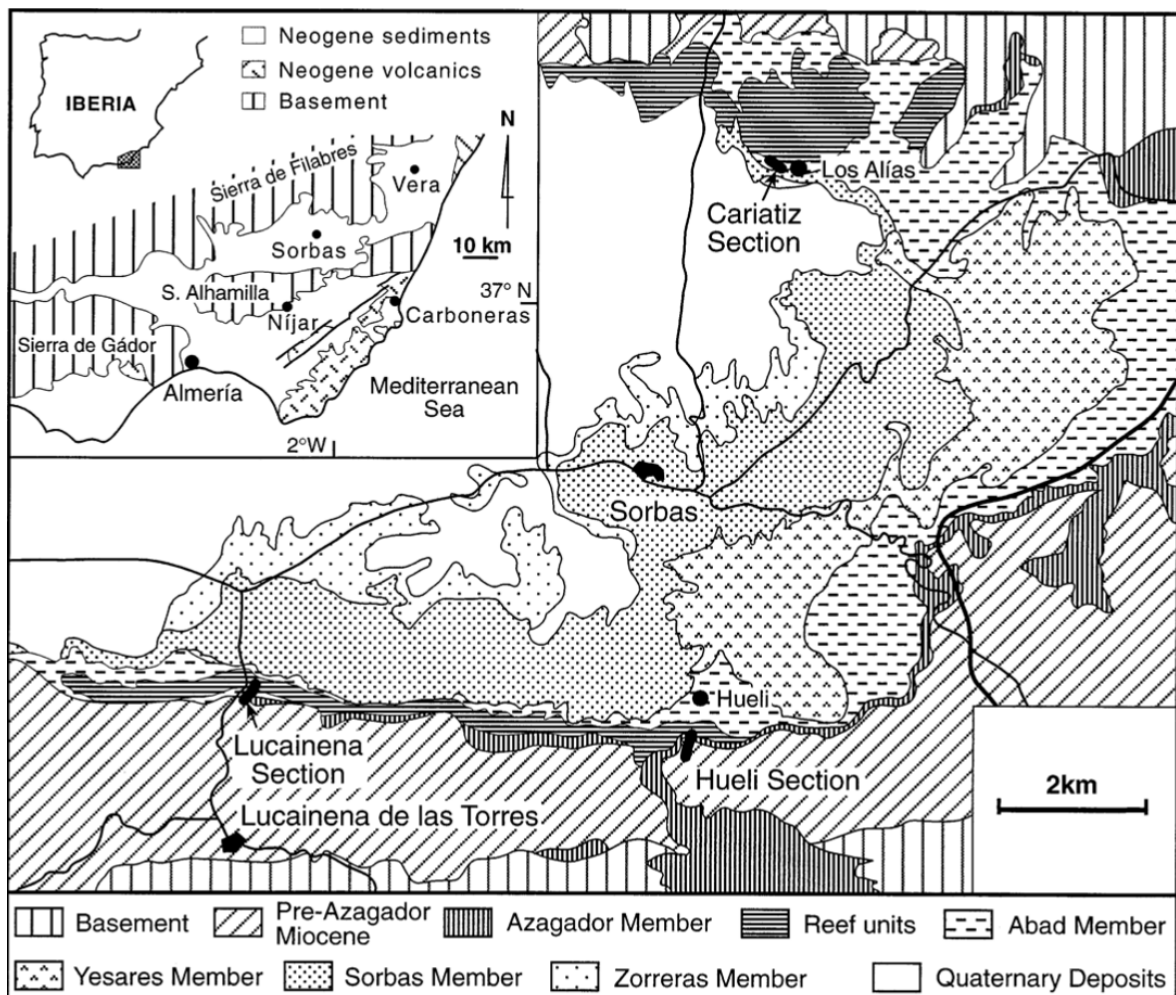 Neogene sediments
Neogene volcanics
Basement
IBERIA
N
Sierra de Filabres
Vera
Sorbas
10 km
S. Alhamilla
37° N
Níjar
Carboneras
Sierra de Gádor
Almería
Mediterranean
Sea
2°W
Los Alías
Cariatiz
Section
Sorbas
Hueli
Lucainena
Section
Hueli Section
2km
Lucainena de las Torres
Basement
Pre-Azagador
Miocene
Azagador Member
Reef units
Abad Member
Yesares Member
Sorbas Member
Zorreras Member
Quaternary Deposits